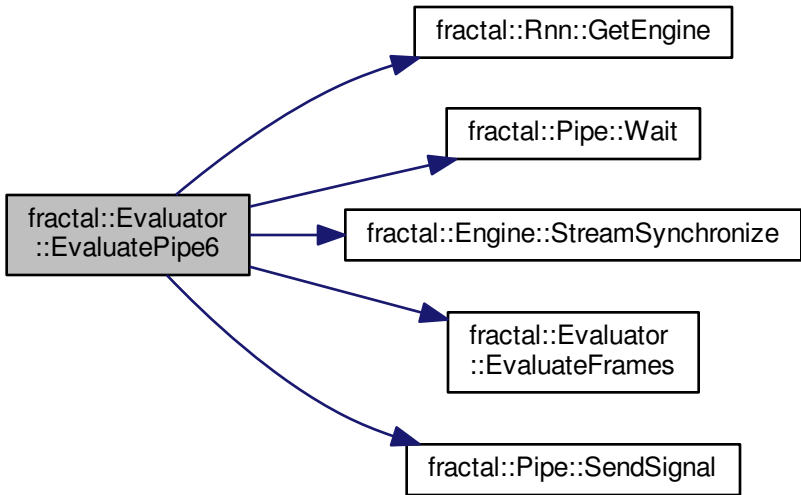 fractal::Rnn::GetEngine
fractal::Pipe::Wait
fractal::Evaluator
::EvaluatePipe6
fractal::Engine::StreamSynchronize
fractal::Evaluator
::EvaluateFrames
fractal::Pipe::SendSignal